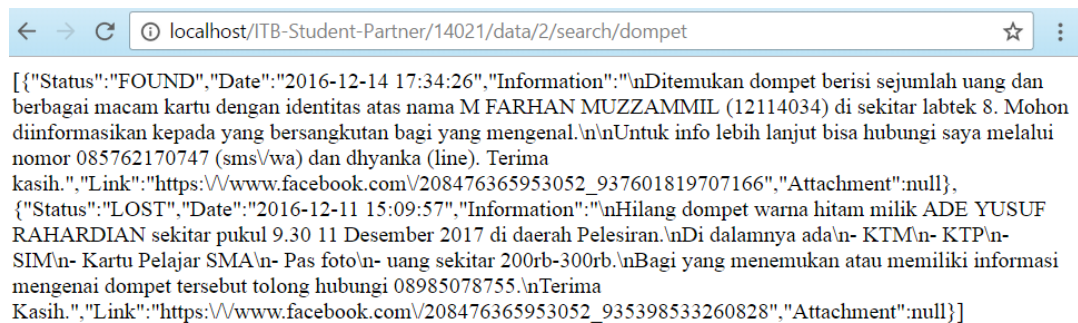 localhost/ITB-Student-Partner/14021/data/2/search/dompet
[{"Status":"FOUND","Date":"2016-12-14 17:34:26","Information":"\nDitemukan dompet berisi sejumlah uang dan
berbagai macam kartu dengan identitas atas nama M FARHAN MUZZAMMIL (12114034) di sekitar labtek 8. Mohon
diinformasikan kepada yang bersangkutan bagi yang mengenal.\n\nUntuk info lebih lanjut bisa hubungi saya melalui
nomor 085762170747 (sms\/wa) dan dhyanka (line). Terima
kasih.","Link":"https:\/\/www.facebook.com\/208476365953052_937601819707166","Attachment":null},
{"Status":"LOST","Date":"2016-12-11 15:09:57","Information":"\nHilang dompet warna hitam milik ADE YUSUF
RAHARDIAN sekitar pukul 9.30 11 Desember 2017 di daerah Pelesiran.\nDi dalamnya ada\n- KTM\n- KTP\n-
SIM\n- Kartu Pelajar SMA\n- Pas foto\n- uang sekitar 200rb-300rb.\nBagi yang menemukan atau memiliki informasi
mengenai dompet tersebut tolong hubungi 08985078755.\nTerima
Kasih.","Link":"https:\/\/www.facebook.com\/208476365953052_935398533260828","Attachment":null}]